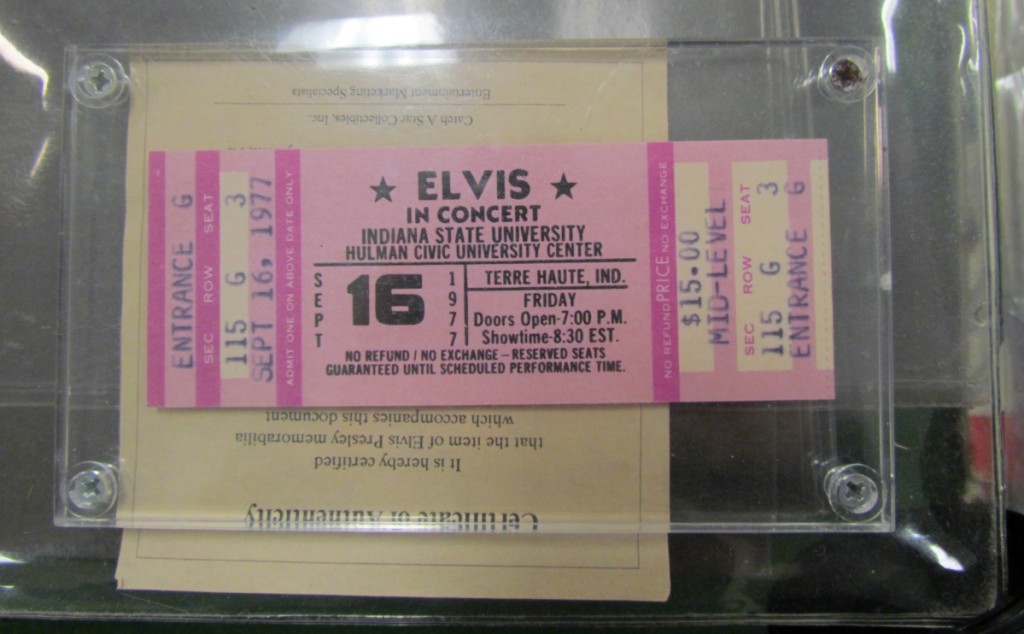 Entertainment Marketing Specialists
Catch A Star Collectibles, Inc.
ENTRANCE G
SEC ROW SEAT
115 G 3
SEPT 16, 1977
ADMIT ONE ON ABOVE DATE ONLY
★ ELVIS ★
IN CONCERT
INDIANA STATE UNIVERSITY
HULMAN CIVIC UNIVERSITY CENTER
SEPT 16 1977
TERRE HAUTE, IND.
FRIDAY
Doors Open-7:00 P.M.
Showtime-8:30 EST.
NO REFUND / NO EXCHANGE – RESERVED SEATS
GUARANTEED UNTIL SCHEDULED PERFORMANCE TIME.
NO REFUND PRICE NO EXCHANGE
$15.00
MID-LEVEL
SEC ROW SEAT
115 G 3
ENTRANCE G
Certificate of Authenticity
It is hereby certified
that the item of Elvis Presley memorabilia
which accompanies this document